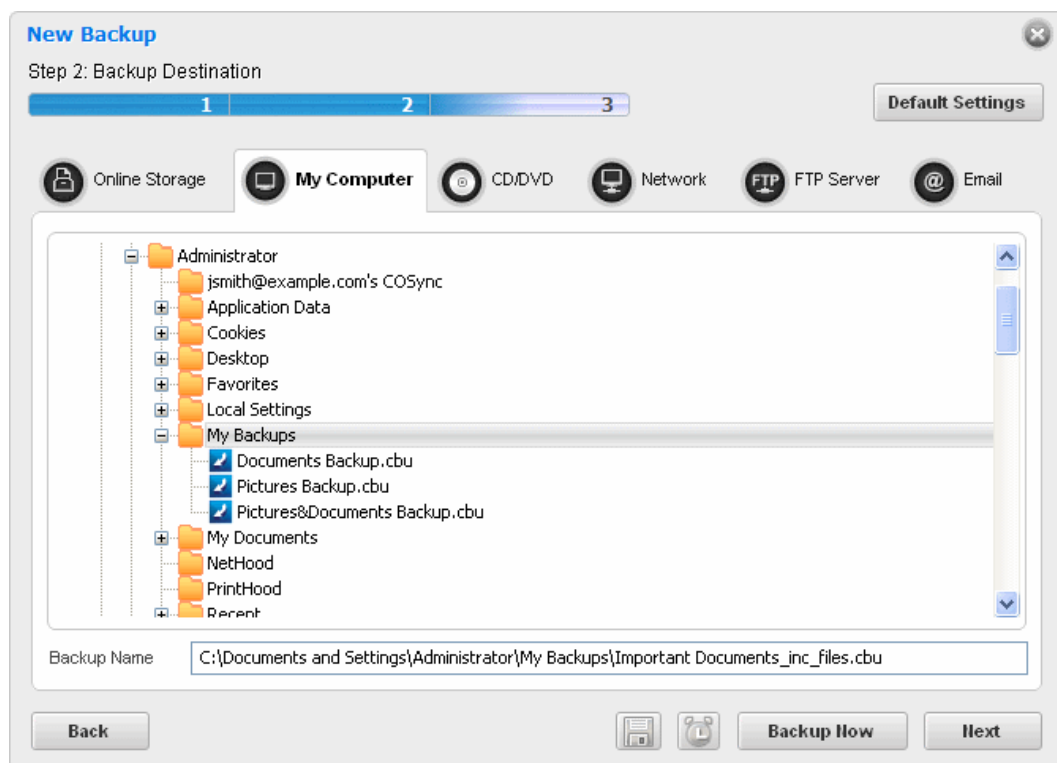 New Backup
Step 2: Backup Destination
1 2 3
Default Settings
Online Storage My Computer CD/DVD Network FTP FTP Server @ Email
Administrator
jsmith@example.com's COSync
Application Data
Cookies
Desktop
Favorites
Local Settings
My Backups
Documents Backup.cbu
Pictures Backup.cbu
Pictures&Documents Backup.cbu
My Documents
NetHood
PrintHood
Recent
Backup Name C:\Documents and Settings\Administrator\My Backups\Important Documents_inc_files.cbu
Back Backup Now Next